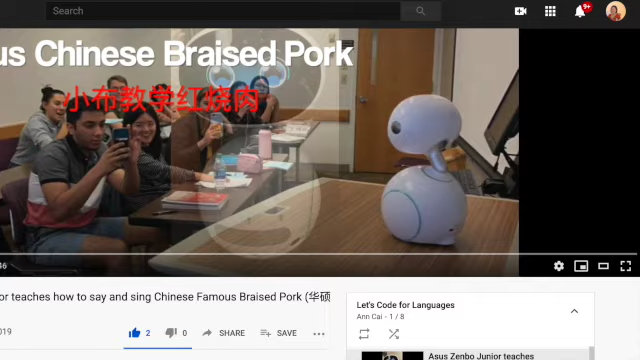 Search
9+
us Chinese Braised Pork
小布教学红烧肉
46
or teaches how to say and sing Chinese Famous Braised Pork (华硕
019
2
0
SHARE
SAVE
Let's Code for Languages
Ann Cai - 1 / 8
Asus Zenbo Junior teaches